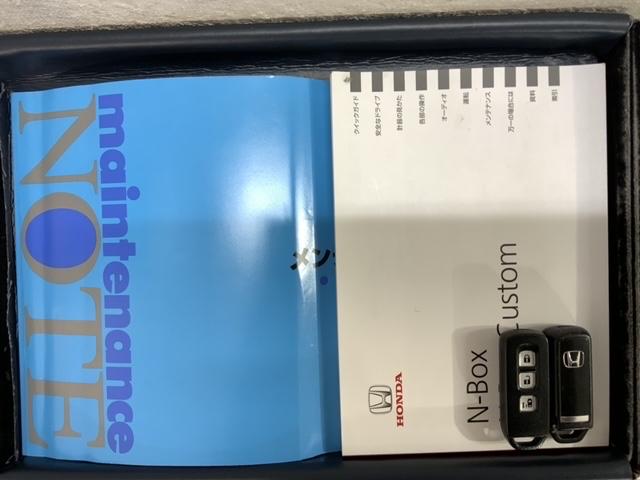 maintenance
NOTE
メン
クイックガイド
安全なドライブ
計器の見かた
各部の操作
オーディオ
運転
メンテナンス
万一の場合には
資料
索引
N-Box
Custom
HONDA